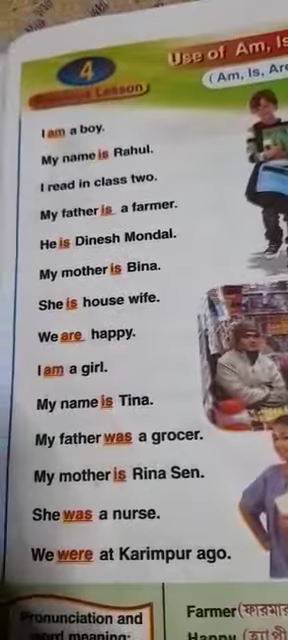 4
Lesson
Use of Am, Is
(Am, Is, Are
I am a boy.
My name is Rahul.
I read in class two.
My father is a farmer.
He is Dinesh Mondal.
My mother is Bina.
She is house wife.
We are happy.
I am a girl.
My name is Tina.
My father was a grocer.
My mother is Rina Sen.
She was a nurse.
We were at Karimpur ago.
Pronunciation and
word meaning:
Farmer (ফারমার
Happy (হ্যাপী